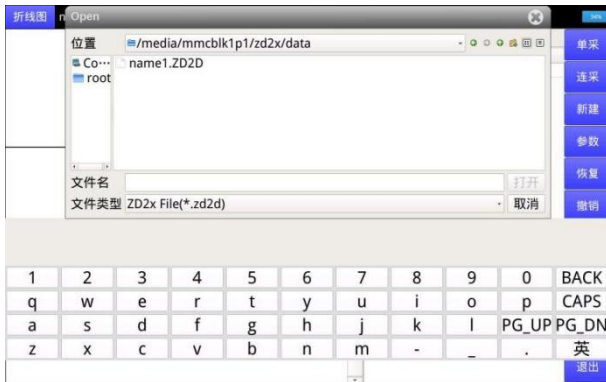 折线图 n Open
位置 /media/mmcblk1p1/zd2x/data 单采
Co… name1.ZD2D
root 连采
新建
参数
文件名 打开 恢复
文件类型 ZD2x File(*.zd2d) 取消 撤销
1 2 3 4 5 6 7 8 9 0 BACK
q w e r t y u i o p CAPS
a s d f g h j k l PG_UP PG_DN
z x c v b n m - _ . 英
退出